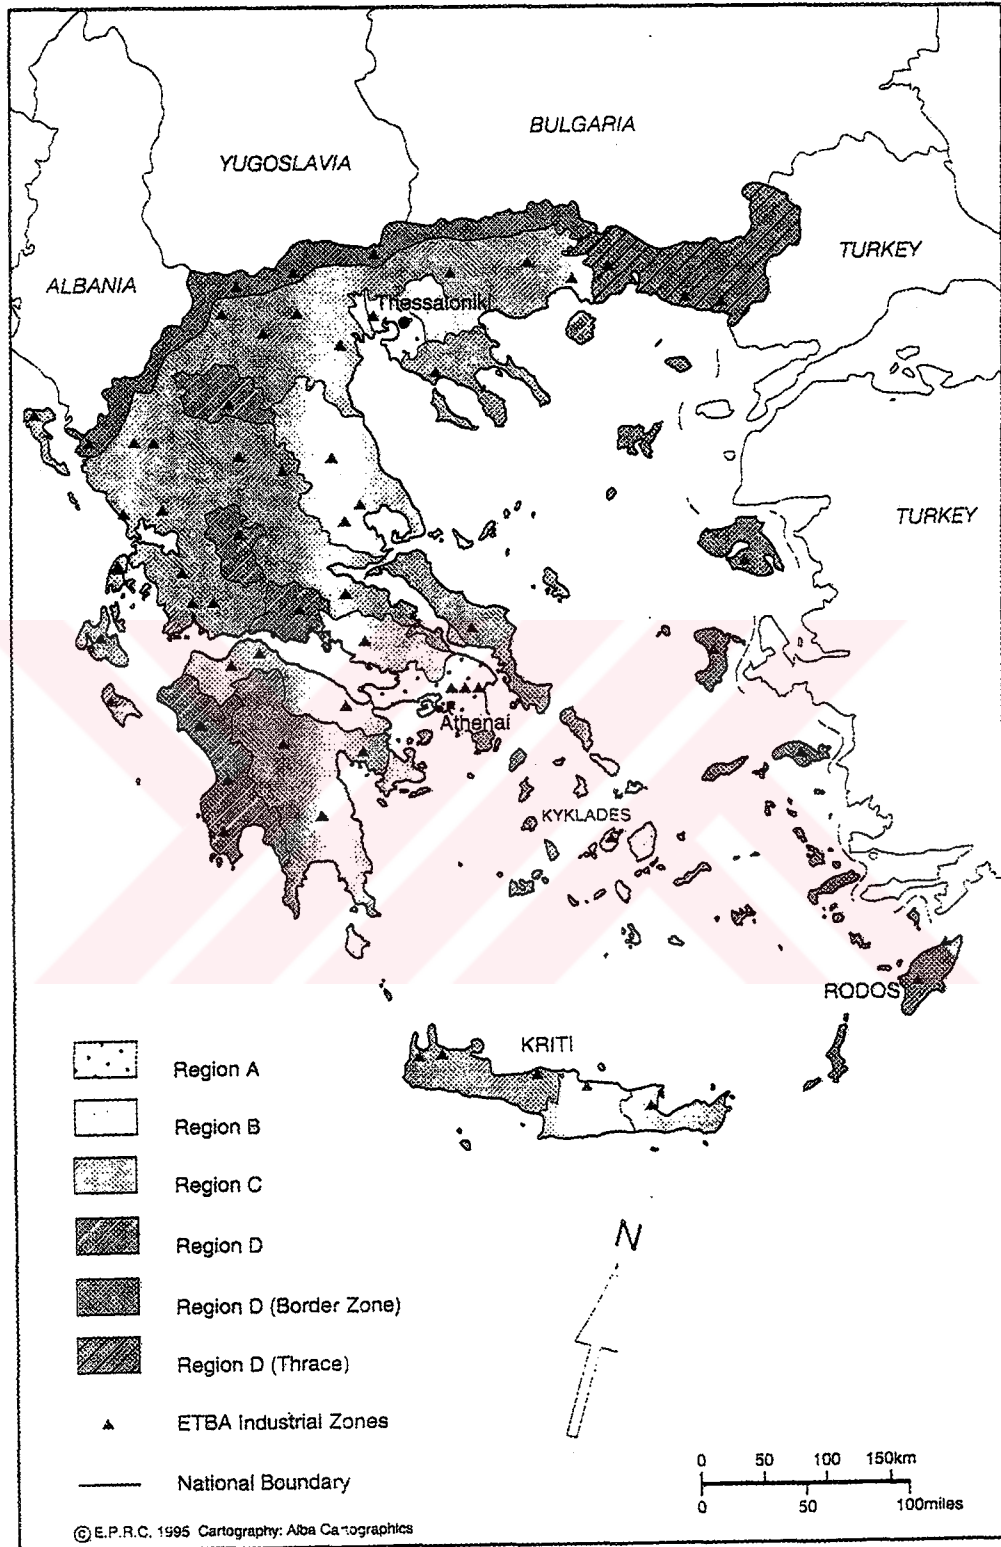 BULGARIA
YUGOSLAVIA
TURKEY
ALBANIA
Thessaloniki
TURKEY
Athenai
KYKLADES
RODOS
KRITI
Region A
Region B
Region C
Region D
Region D (Border Zone)
Region D (Thrace)
ETBA Industrial Zones
National Boundary
N
0 50 100 150km
0 50 100miles
© E.P.R.C. 1995 Cartography: Alba Cartographics